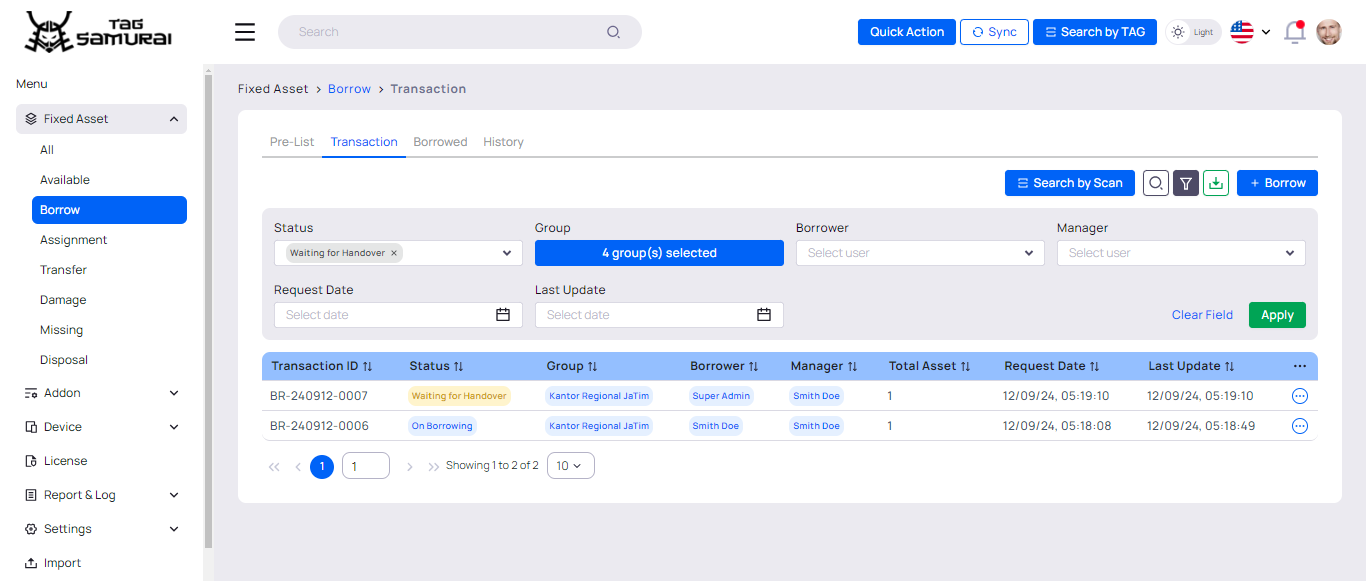 TAG SAMURAI
Search
Quick Action
Sync
Search by TAG
Light
Menu
Fixed Asset
All
Available
Borrow
Assignment
Transfer
Damage
Missing
Disposal
Addon
Device
License
Report & Log
Settings
Import
Fixed Asset > Borrow > Transaction
Pre-List Transaction Borrowed History
Search by Scan
+ Borrow
Status Group Borrower Manager
Waiting for Handover × 4 group(s) selected Select user Select user
Request Date Last Update
Select date Select date Clear Field Apply
Transaction ID Status Group Borrower Manager Total Asset Request Date Last Update ...
BR-240912-0007 Waiting for Handover Kantor Regional JaTim Super Admin Smith Doe 1 12/09/24, 05:19:10 12/09/24, 05:19:10
BR-240912-0006 On Borrowing Kantor Regional JaTim Smith Doe Smith Doe 1 12/09/24, 05:18:08 12/09/24, 05:18:49
<< < 1 1 > >> Showing 1 to 2 of 2 10